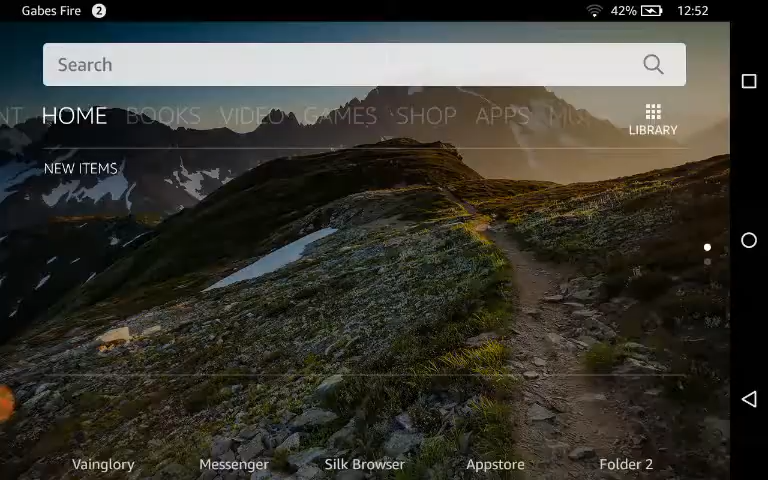 Gabes Fire 2 42% 12:52
Search
NT HOME BOOKS VIDEO GAMES SHOP APPS MU
LIBRARY
NEW ITEMS
Vainglory Messenger Silk Browser Appstore Folder 2